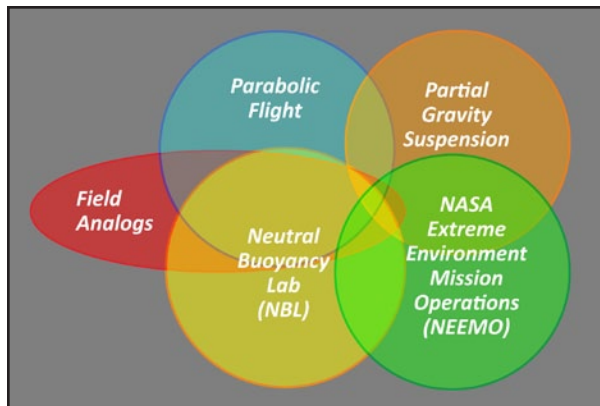 Parabolic
Flight
Partial
Gravity
Suspension
Field
Analogs
Neutral
Buoyancy
Lab
(NBL)
NASA
Extreme
Environment
Mission
Operations
(NEEMO)